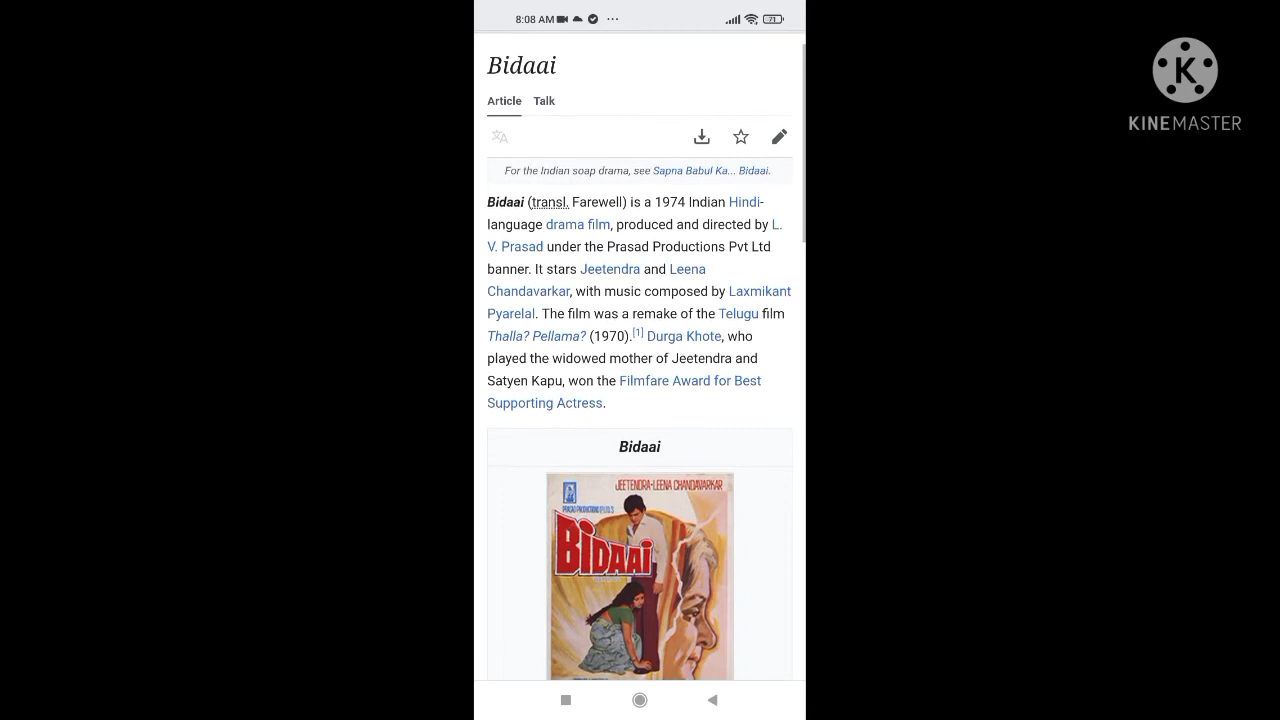 8:08 AM
71
Bidaai
Article Talk
For the Indian soap drama, see Sapna Babul Ka... Bidaai.
Bidaai (transl. Farewell) is a 1974 Indian Hindi-
language drama film, produced and directed by L.
V. Prasad under the Prasad Productions Pvt Ltd
banner. It stars Jeetendra and Leena
Chandavarkar, with music composed by Laxmikant
Pyarelal. The film was a remake of the Telugu film
Thalla? Pellama? (1970).[1] Durga Khote, who
played the widowed mother of Jeetendra and
Satyen Kapu, won the Filmfare Award for Best
Supporting Actress.
Bidaai
JEETENDRA-LEENA CHANDAVARKAR
BIDAAI
K
KINEMASTER